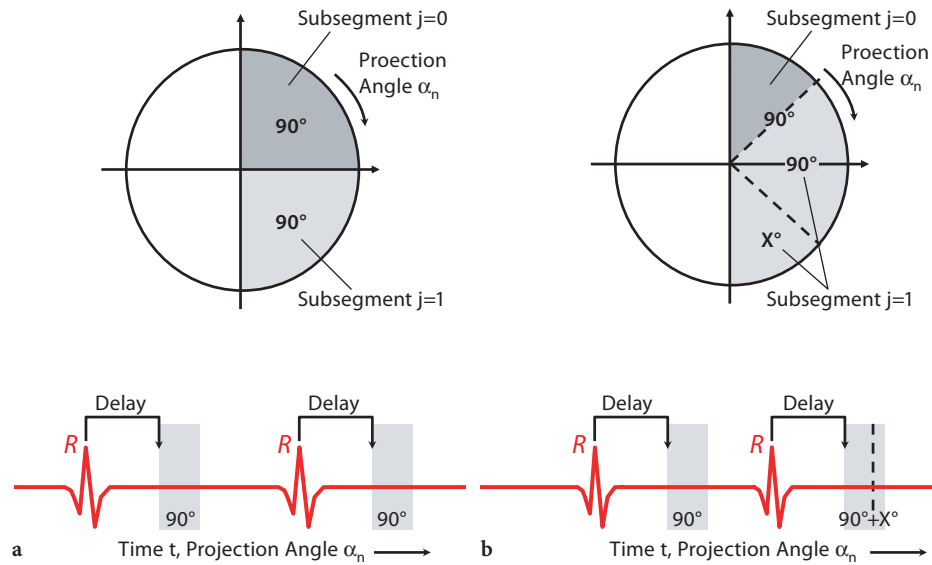 Subsegment j=0
Proection
Angle αn
90°
90°
Subsegment j=1
Delay
Delay
R
R
90°
90°
a
Time t, Projection Angle αn
Subsegment j=0
Proection
Angle αn
90°
90°
X°
Subsegment j=1
Delay
Delay
R
R
90°
90°+X°
b
Time t, Projection Angle αn